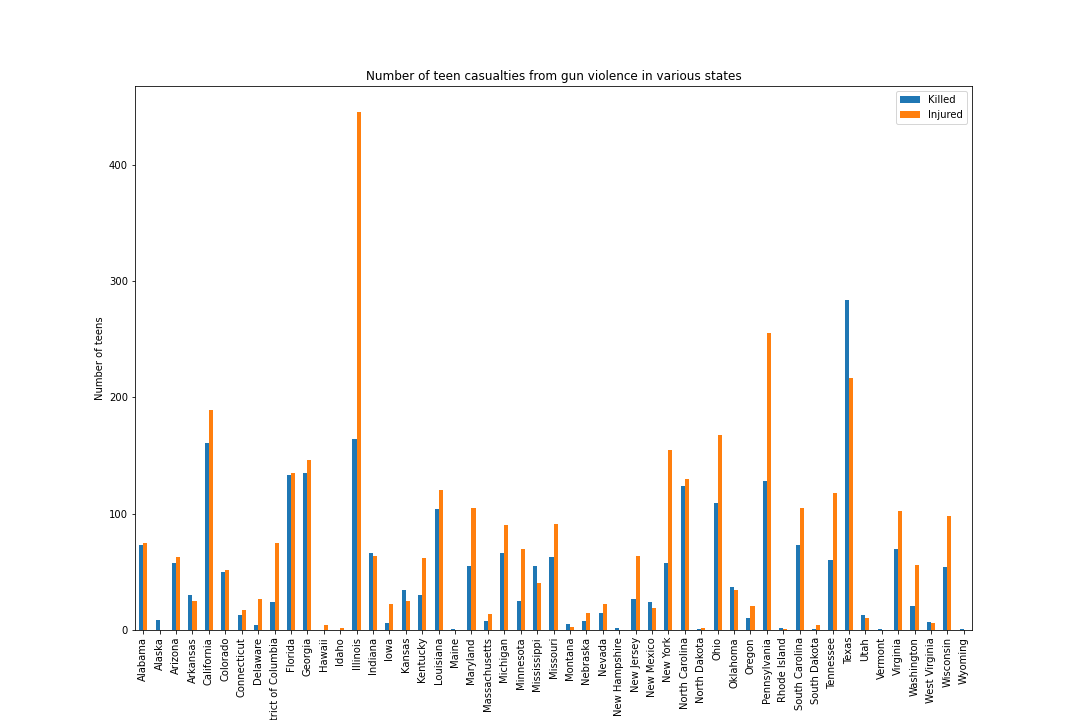 Number of teen casualties from gun violence in various states
Killed
Injured
Number of teens
400
300
200
100
0
Alabama
Alaska
Arizona
Arkansas
California
Colorado
Connecticut
Delaware
trict of Columbia
Florida
Georgia
Hawaii
Idaho
Illinois
Indiana
Iowa
Kansas
Kentucky
Louisiana
Maine
Maryland
Massachusetts
Michigan
Minnesota
Mississippi
Missouri
Montana
Nebraska
Nevada
New Hampshire
New Jersey
New Mexico
New York
North Carolina
North Dakota
Ohio
Oklahoma
Oregon
Pennsylvania
Rhode Island
South Carolina
South Dakota
Tennessee
Texas
Utah
Vermont
Virginia
Washington
West Virginia
Wisconsin
Wyoming